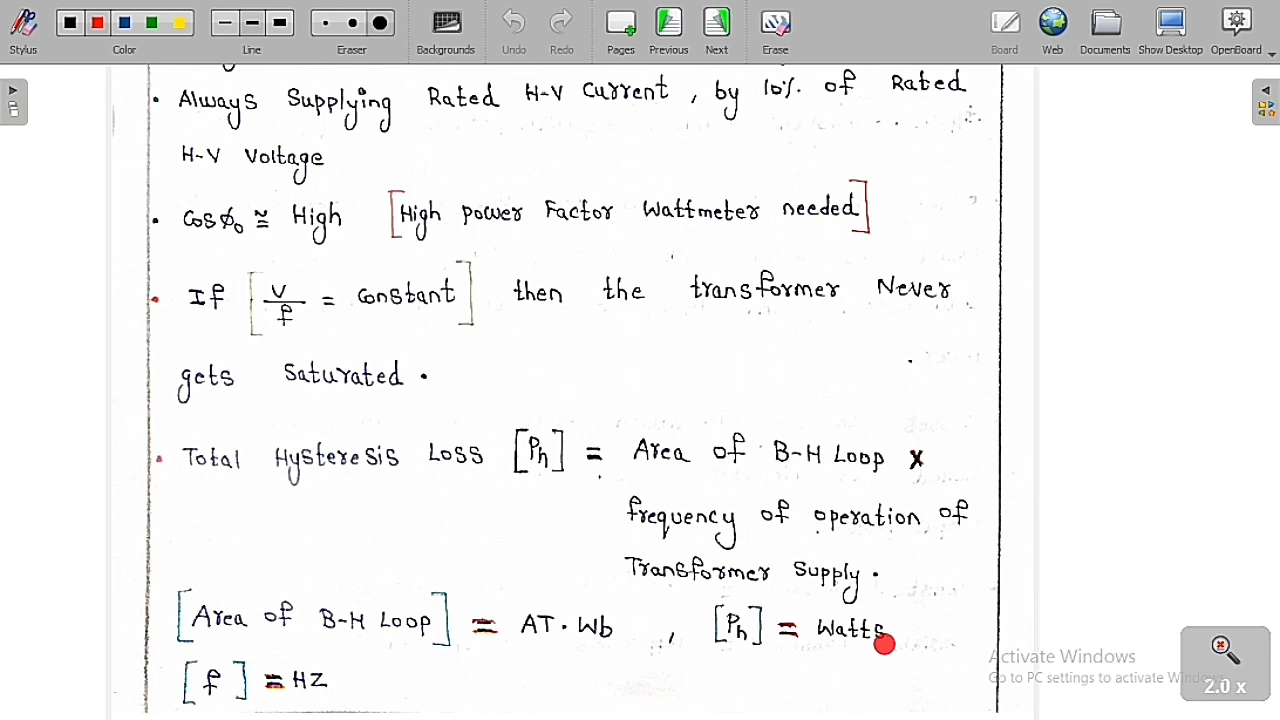 Stylus Color Line Eraser Backgrounds Undo Redo Pages Previous Next Erase Board Web Documents Show Desktop OpenBoard
• Always Supplying Rated H-V Current, by 10% of Rated
H-V Voltage
• Cosϕ₀ ≅ High [High power Factor Wattmeter needed]
• If [V/f = constant] then the transformer Never
gets Saturated.
• Total Hysteresis Loss [Ph] = Area of B-H Loop x
frequency of operation of
Transformer Supply.
[Area of B-H Loop] = AT·Wb , [Ph] = Watts
[f] = HZ
Activate Windows
Go to PC settings to activate Windows.
2.0 x